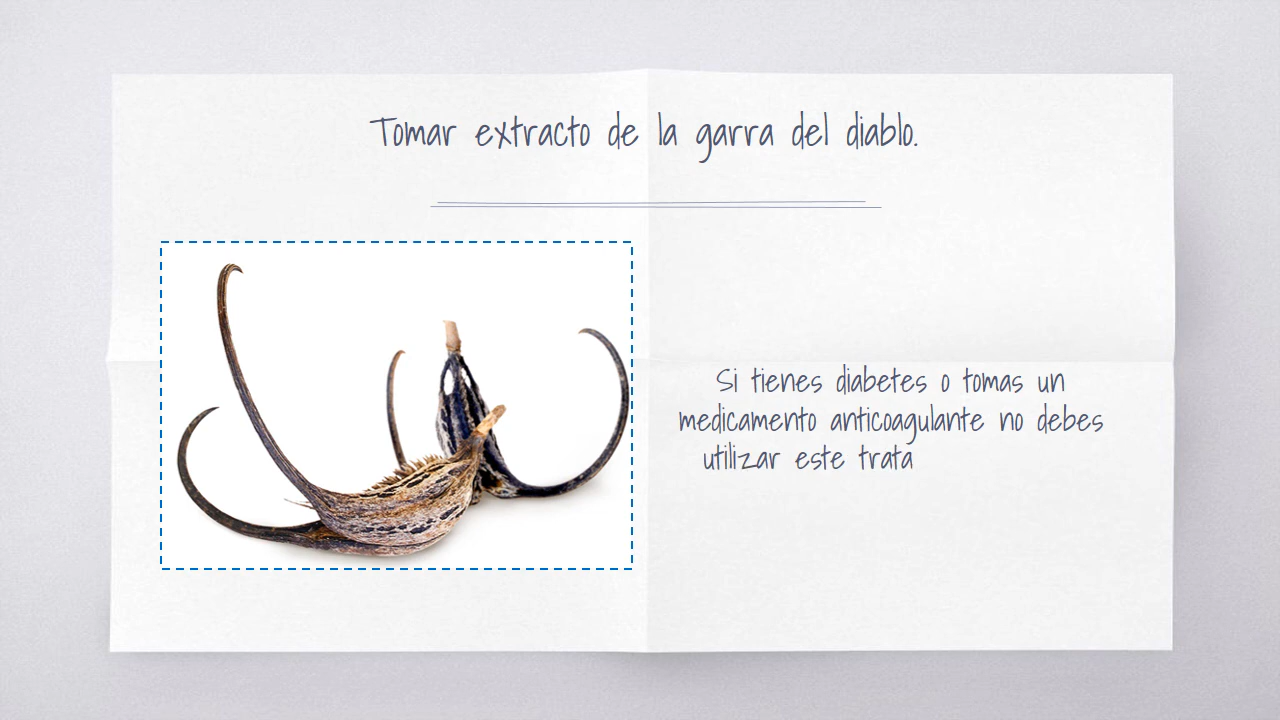 Tomar extracto de la garra del diablo.
Si tienes diabetes o tomas un
medicamento anticoagulante no debes
utilizar este trata